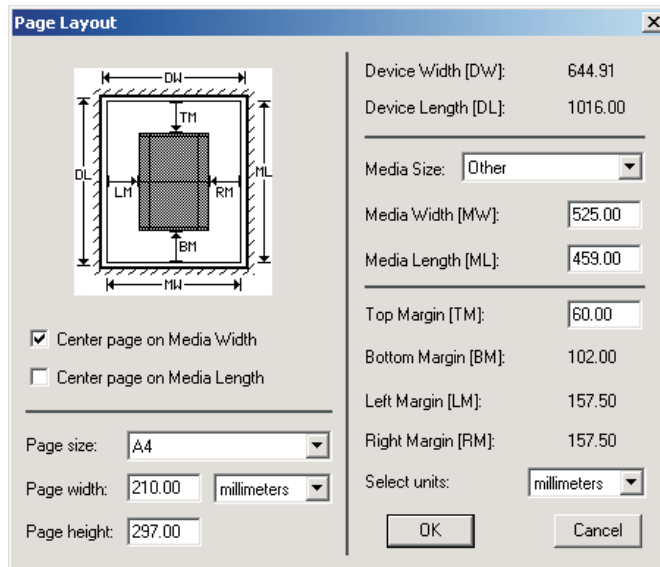 Page Layout
DW
TM
DL
ML
LM
RM
BM
MW
Center page on Media Width
Center page on Media Length
Page size: A4
Page width: 210.00 millimeters
Page height: 297.00
Device Width [DW]: 644.91
Device Length [DL]: 1016.00
Media Size: Other
Media Width [MW]: 525.00
Media Length [ML]: 459.00
Top Margin [TM]: 60.00
Bottom Margin [BM]: 102.00
Left Margin [LM]: 157.50
Right Margin [RM]: 157.50
Select units: millimeters
OK Cancel